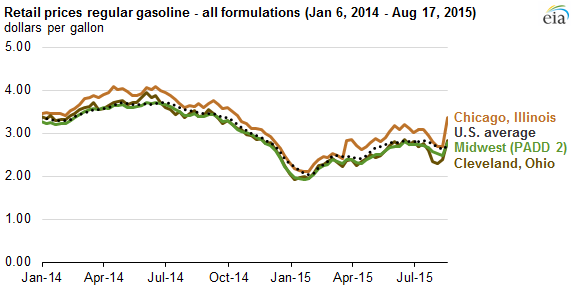 Retail prices regular gasoline - all formulations (Jan 6, 2014 - Aug 17, 2015)
dollars per gallon
eia
5.00
4.00
3.00
2.00
1.00
0.00
Chicago, Illinois
U.S. average
Midwest (PADD 2)
Cleveland, Ohio
Jan-14 Apr-14 Jul-14 Oct-14 Jan-15 Apr-15 Jul-15